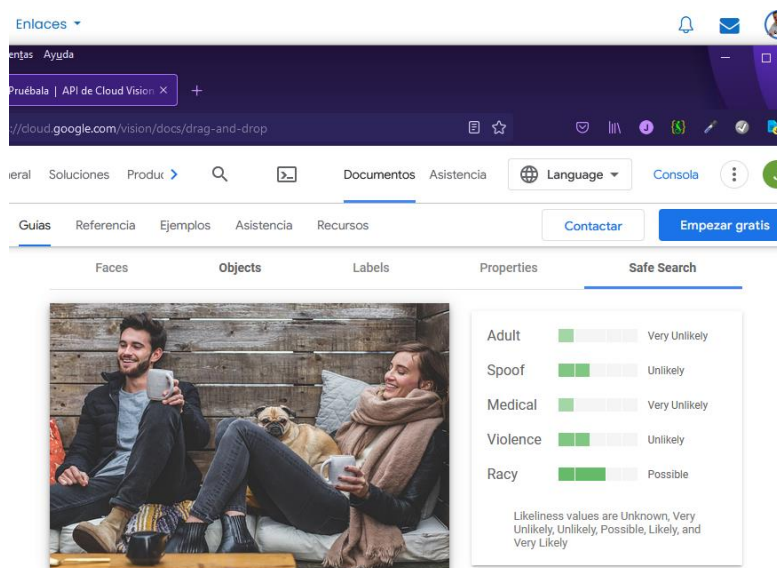 Enlaces
Ayuda
Pruébala | API de Cloud Vision
://cloud.google.com/vision/docs/drag-and-drop
Soluciones
Documentos Asistencia Language Consola
Guías Referencia Ejemplos Asistencia Recursos Contactar Empezar gratis
Faces Objects Labels Properties Safe Search
Adult Very Unlikely
Spoof Unlikely
Medical Very Unlikely
Violence Unlikely
Racy Possible
Likeliness values are Unknown, Very
Unlikely, Unlikely, Possible, Likely, and
Very Likely